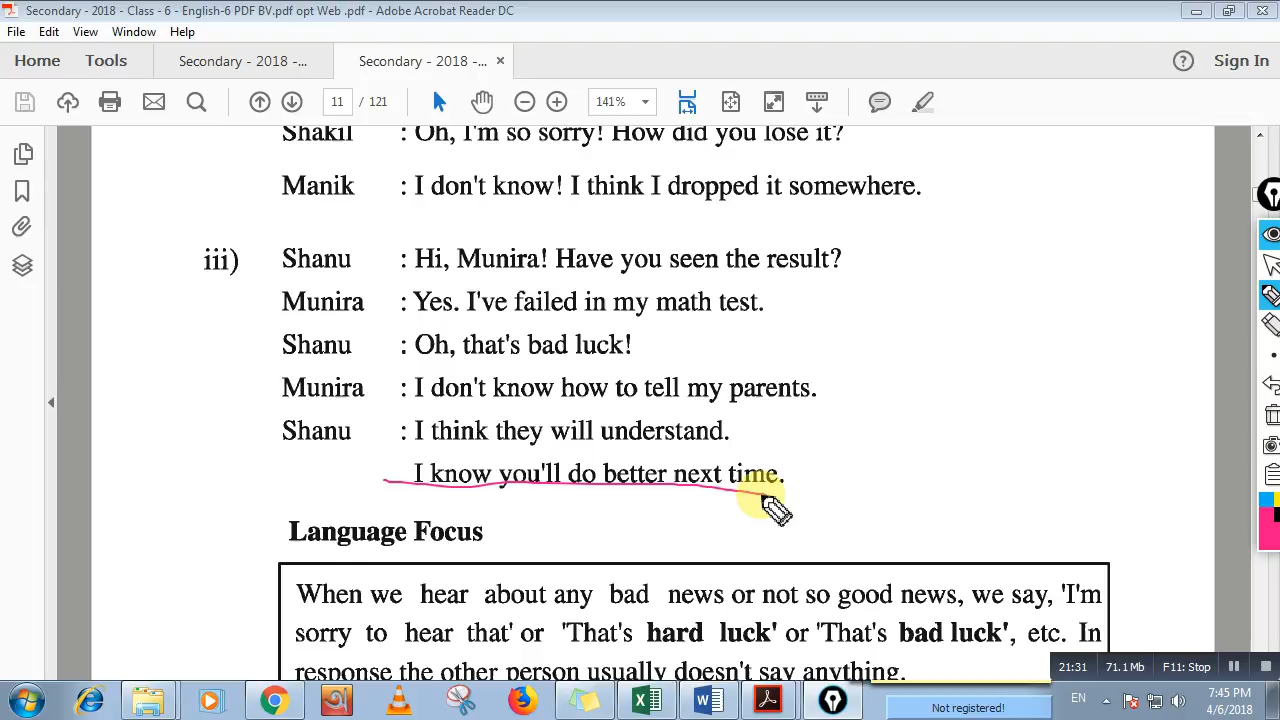 Secondary - 2018 - Class - 6 - English-6 PDF BV.pdf opt Web .pdf - Adobe Acrobat Reader DC
File Edit View Window Help
Home Tools Secondary - 2018 -... Secondary - 2018 -... × Sign In
11 / 121 141%
Shakil : Oh, I'm so sorry! How did you lose it?
Manik : I don't know! I think I dropped it somewhere.
iii) Shanu : Hi, Munira! Have you seen the result?
Munira : Yes. I've failed in my math test.
Shanu : Oh, that's bad luck!
Munira : I don't know how to tell my parents.
Shanu : I think they will understand.
I know you'll do better next time.
Language Focus
When we hear about any bad news or not so good news, we say, 'I'm
sorry to hear that' or 'That's hard luck' or 'That's bad luck', etc. In
response the other person usually doesn't say anything.
21:31 71.1 Mb F11: Stop
EN 7:45 PM
Not registered! 4/6/2018